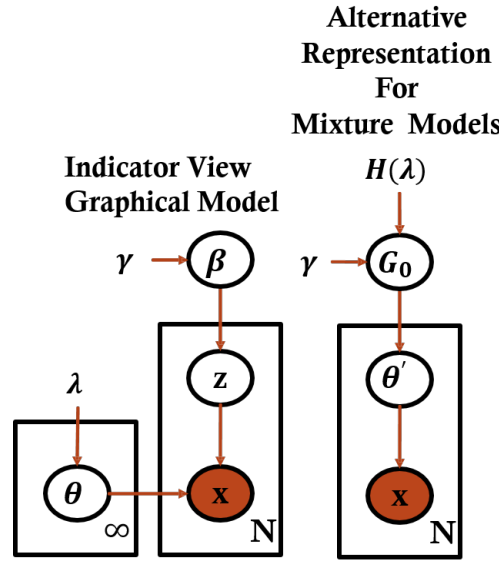 Alternative
Representation
For
Mixture Models
Indicator View
Graphical Model
H(λ)
γ
β
γ
G₀
z
θ′
λ
θ
x
x
∞
N
N